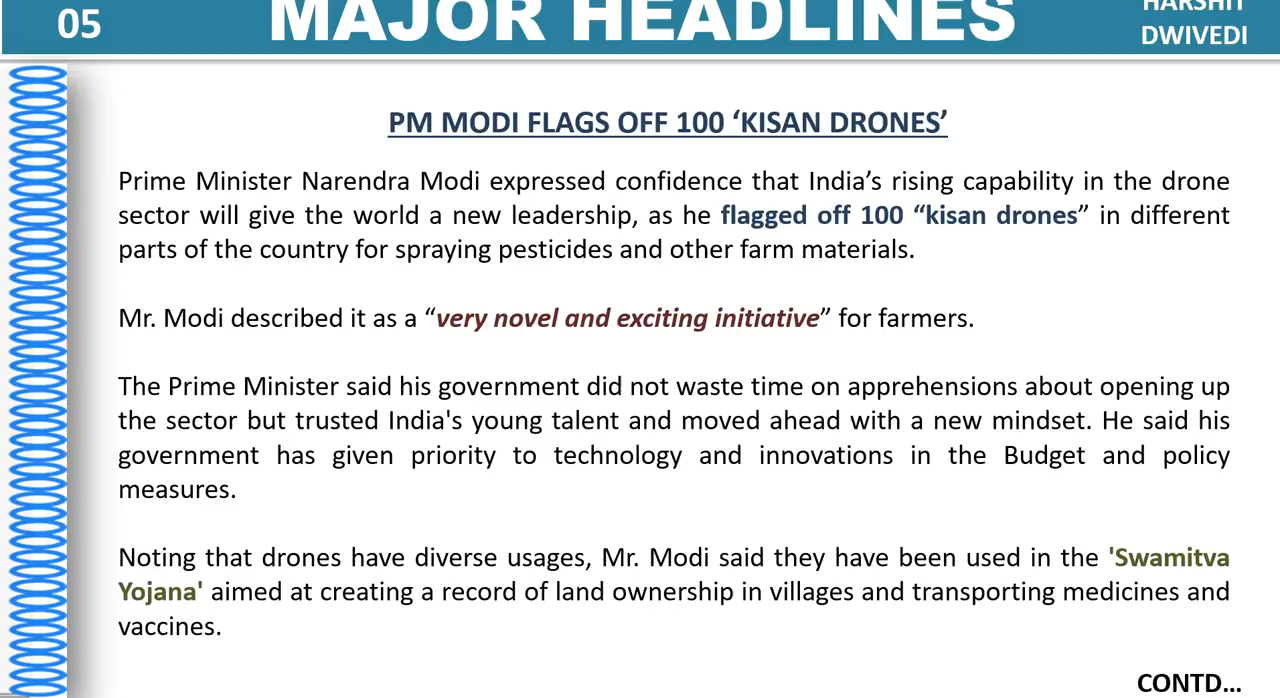 05
MAJOR HEADLINES
HARSHIT
DWIVEDI
PM MODI FLAGS OFF 100 ‘KISAN DRONES’
Prime Minister Narendra Modi expressed confidence that India’s rising capability in the drone
sector will give the world a new leadership, as he flagged off 100 “kisan drones” in different
parts of the country for spraying pesticides and other farm materials.
Mr. Modi described it as a “very novel and exciting initiative” for farmers.
The Prime Minister said his government did not waste time on apprehensions about opening up
the sector but trusted India's young talent and moved ahead with a new mindset. He said his
government has given priority to technology and innovations in the Budget and policy
measures.
Noting that drones have diverse usages, Mr. Modi said they have been used in the 'Swamitva
Yojana' aimed at creating a record of land ownership in villages and transporting medicines and
vaccines.
CONTD...